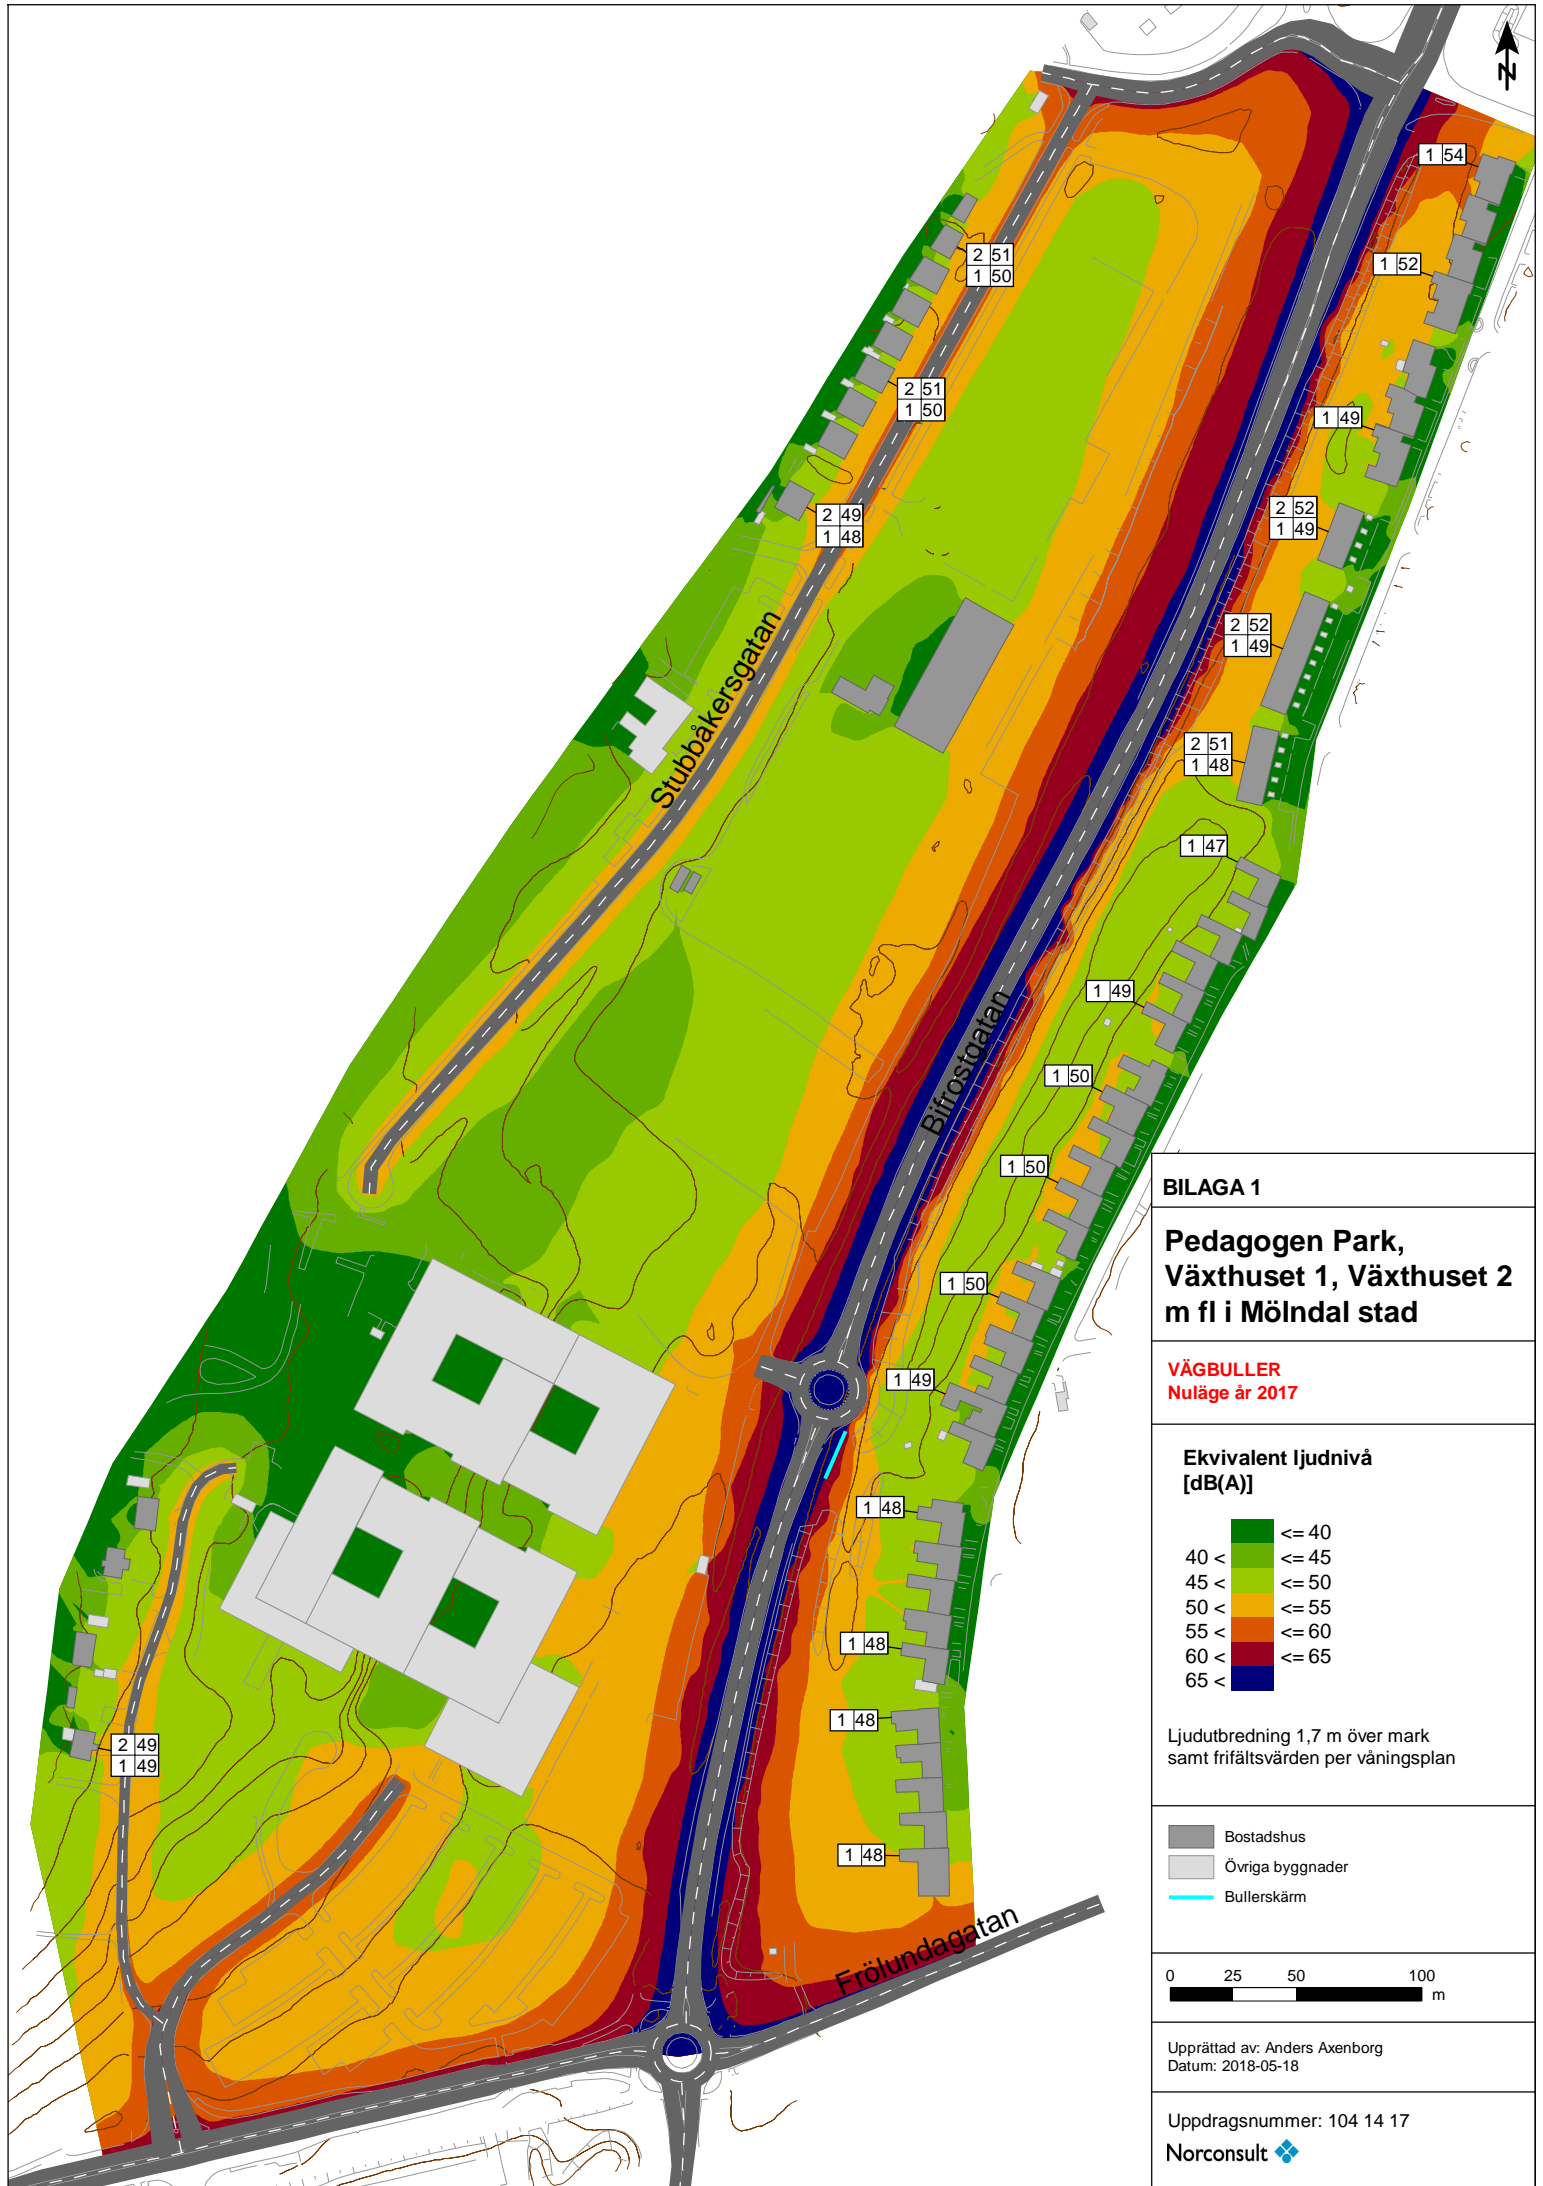 N
1 54
2 51
1 50
1 52
2 51
1 50
1 49
2 49
1 48
2 52
1 49
Stubbåkersgatan
2 52
1 49
2 51
1 48
1 47
1 49
Bifrostgatan
1 50
1 50
1 50
1 49
1 48
1 48
1 48
2 49
1 49
1 48
Frölundagatan
BILAGA 1
Pedagogen Park,
Växthuset 1, Växthuset 2
m fl i Mölndal stad
VÄGBULLER
Nuläge år 2017
Ekvivalent ljudnivå
[dB(A)]
<= 40
40 < <= 45
45 < <= 50
50 < <= 55
55 < <= 60
60 < <= 65
65 <
Ljudutbredning 1,7 m över mark
samt frifältsvärden per våningsplan
Bostadshus
Övriga byggnader
Bullerskärm
0 25 50 100
m
Upprättad av: Anders Axenborg
Datum: 2018-05-18
Uppdragsnummer: 104 14 17
Norconsult